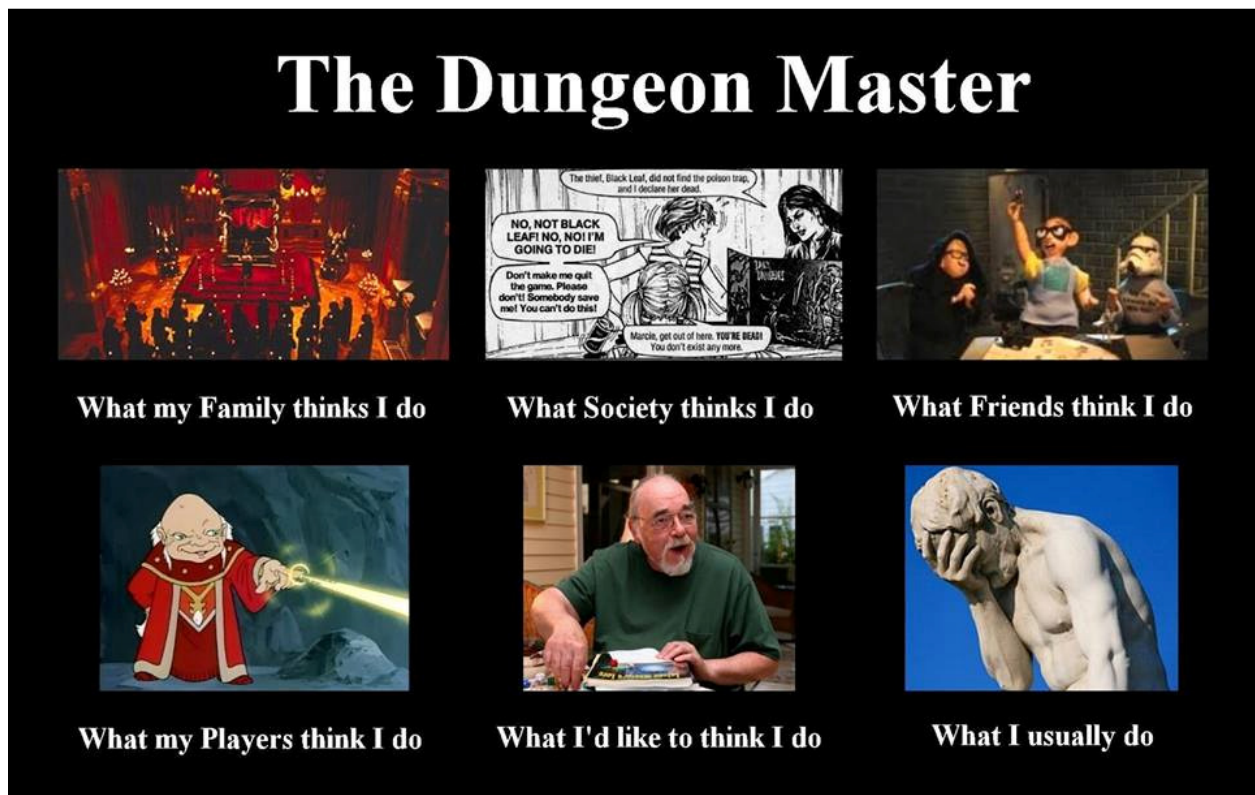 The Dungeon Master
The thief, Black Leaf, did not find the poison trap,
and I declare her dead.
NO, NOT BLACK
LEAF! NO, NO! I'M
GOING TO DIE!
Don't make me quit
the game. Please
don't! Somebody save
me! You can't do this!
Marcie, get out of here. YOU'RE DEAD!
You don't exist any more.
What my Family thinks I do
What Society thinks I do
What Friends think I do
What my Players think I do
What I'd like to think I do
What I usually do